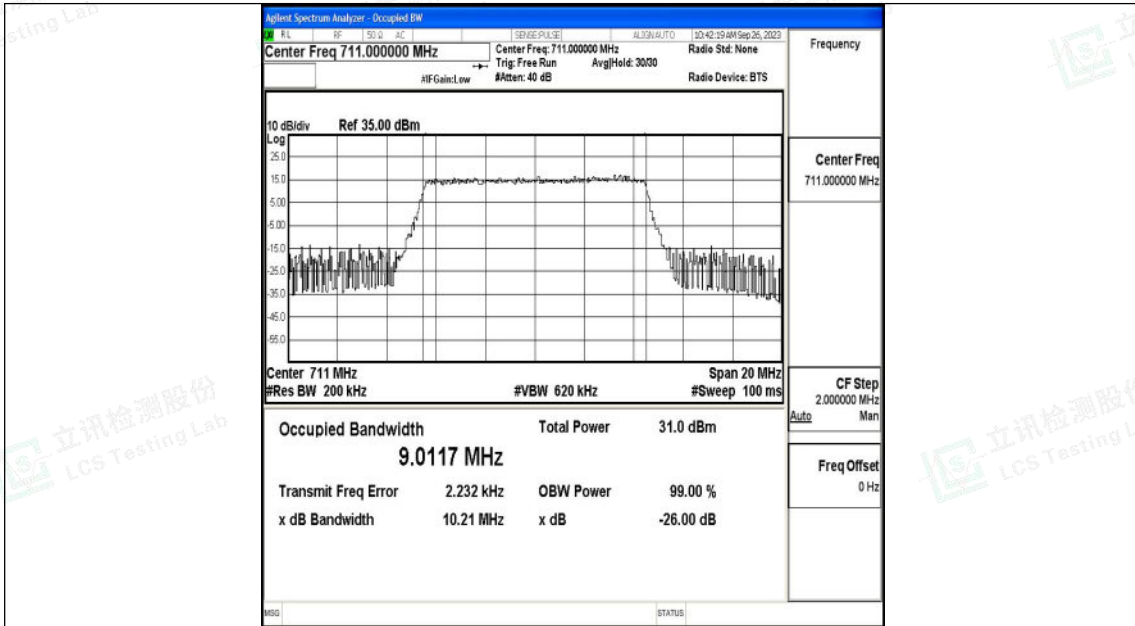 Agilent Spectrum Analyzer - Occupied BW
RL RF 50 Ω AC SENSE:PULSE ALIGN AUTO 10:42:19 AM Sep 26, 2023
Center Freq 711.000000 MHz
Center Freq: 711.000000 MHz
Radio Std: None
Trig: Free Run Avg|Hold: 30/30
#IFGain:Low #Atten: 40 dB Radio Device: BTS
10 dB/div Ref 35.00 dBm
Log
25.0
15.0
5.00
-5.00
-15.0
-25.0
-35.0
-45.0
-55.0
Center 711 MHz Span 20 MHz
#Res BW 200 kHz #VBW 620 kHz #Sweep 100 ms
Occupied Bandwidth Total Power 31.0 dBm
9.0117 MHz
Transmit Freq Error 2.232 kHz OBW Power 99.00 %
x dB Bandwidth 10.21 MHz x dB -26.00 dB
MSG STATUS
Frequency
Center Freq
711.000000 MHz
CF Step
2.000000 MHz
Auto Man
Freq Offset
0 Hz
立讯检测股份
LCS Testing Lab
立讯检测股份
LCS Testing L
sting Lab